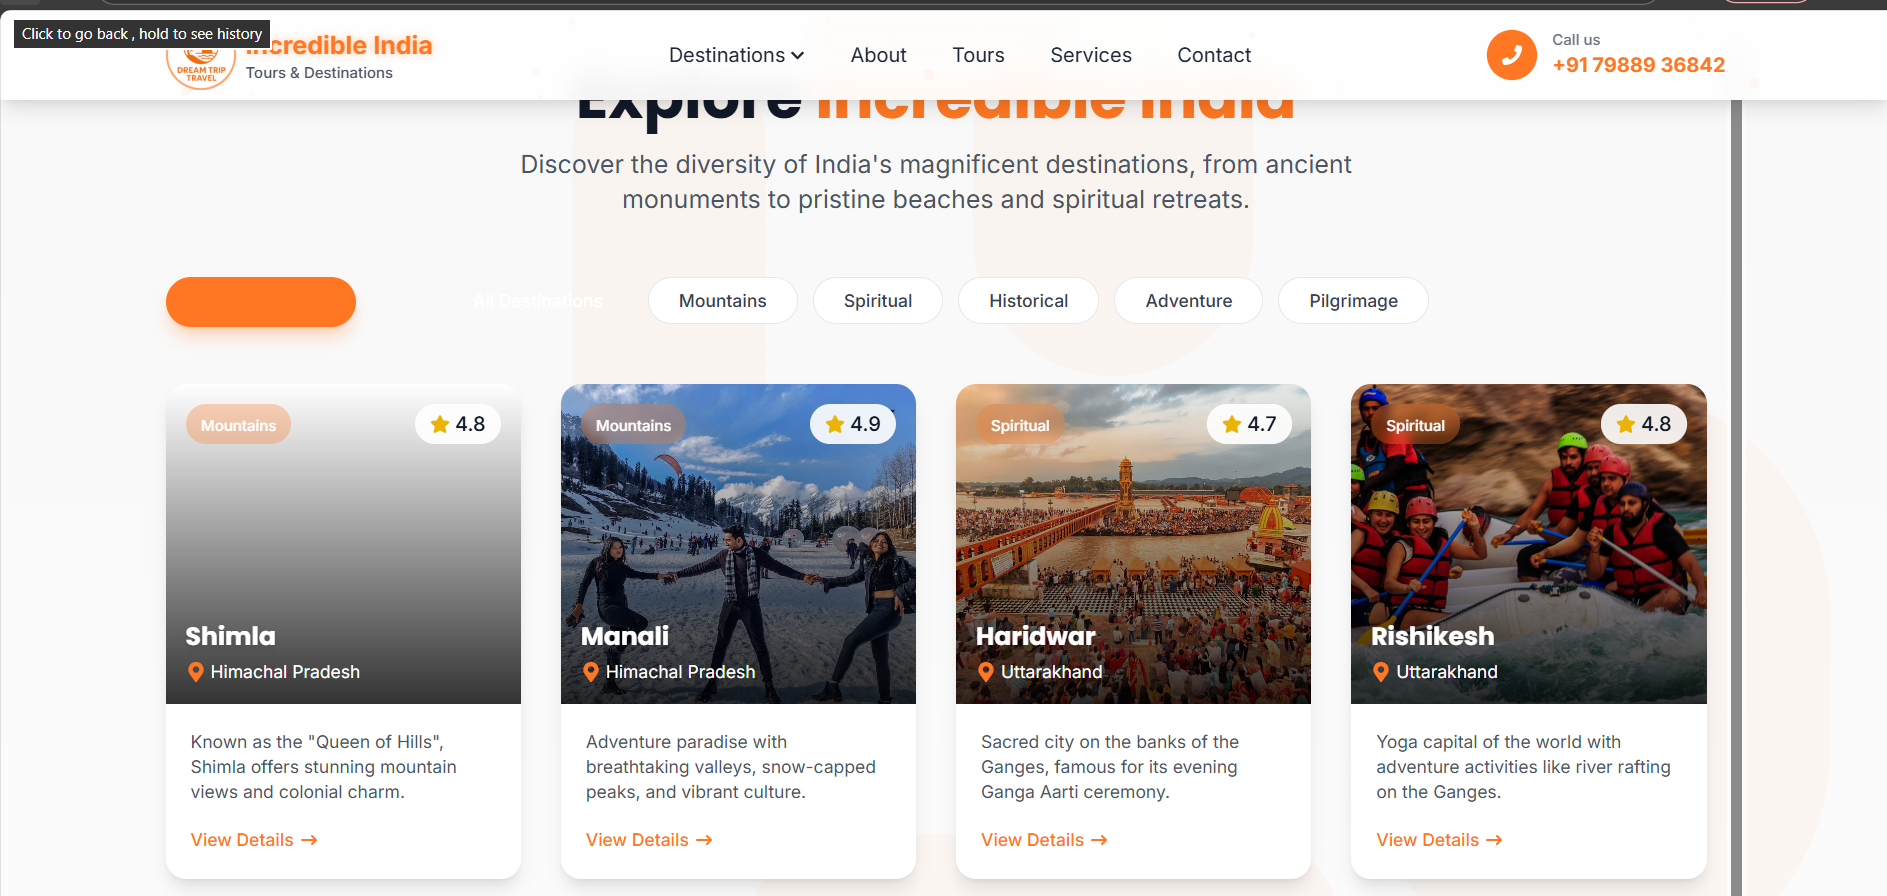 Click to go back, hold to see history
Incredible India
Tours & Destinations
DREAM TRIP
TRAVEL
Destinations
About
Tours
Services
Contact
Call us
+91 79889 36842
Explore Incredible India
Discover the diversity of India's magnificent destinations, from ancient
monuments to pristine beaches and spiritual retreats.
All Destinations
Mountains
Spiritual
Historical
Adventure
Pilgrimage
Mountains
4.8
Shimla
Himachal Pradesh
Known as the "Queen of Hills",
Shimla offers stunning mountain
views and colonial charm.
View Details →
Mountains
4.9
Manali
Himachal Pradesh
Adventure paradise with
breathtaking valleys, snow-capped
peaks, and vibrant culture.
View Details →
Spiritual
4.7
Haridwar
Uttarakhand
Sacred city on the banks of the
Ganges, famous for its evening
Ganga Aarti ceremony.
View Details →
Spiritual
4.8
Rishikesh
Uttarakhand
Yoga capital of the world with
adventure activities like river rafting
on the Ganges.
View Details →